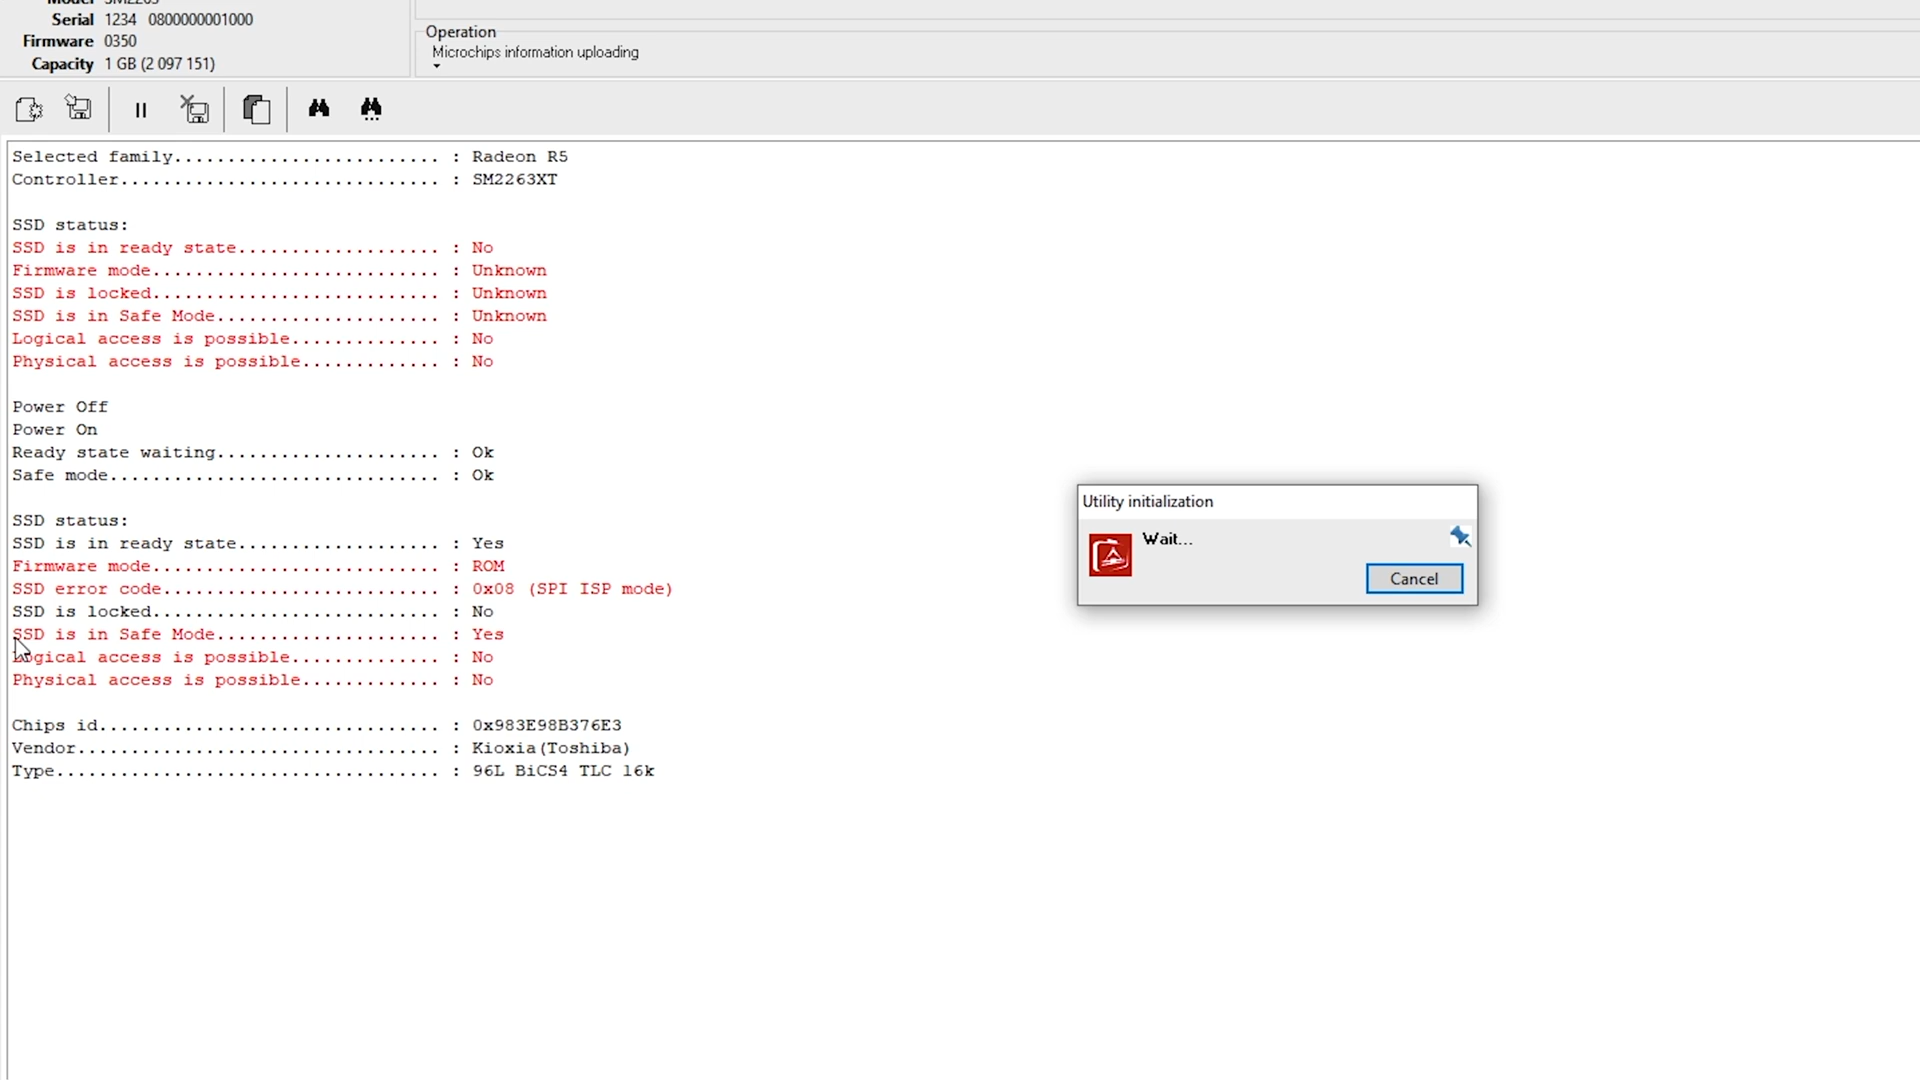 Model SM2263
Serial 1234 0800000001000
Firmware 0350
Capacity 1 GB (2 097 151)
Operation
Microchips information uploading
Selected family......................... : Radeon R5
Controller.............................. : SM2263XT
SSD status:
SSD is in ready state................... : No
Firmware mode........................... : Unknown
SSD is locked........................... : Unknown
SSD is in Safe Mode..................... : Unknown
Logical access is possible.............. : No
Physical access is possible............. : No
Power Off
Power On
Ready state waiting..................... : Ok
Safe mode............................... : Ok
SSD status:
SSD is in ready state................... : Yes
Firmware mode........................... : ROM
SSD error code.......................... : 0x08 (SPI ISP mode)
SSD is locked........................... : No
SSD is in Safe Mode..................... : Yes
Logical access is possible.............. : No
Physical access is possible............. : No
Chips id................................ : 0x983E98B376E3
Vendor.................................. : Kioxia(Toshiba)
Type.................................... : 96L BiCS4 TLC 16k
Utility initialization
Wait...
Cancel